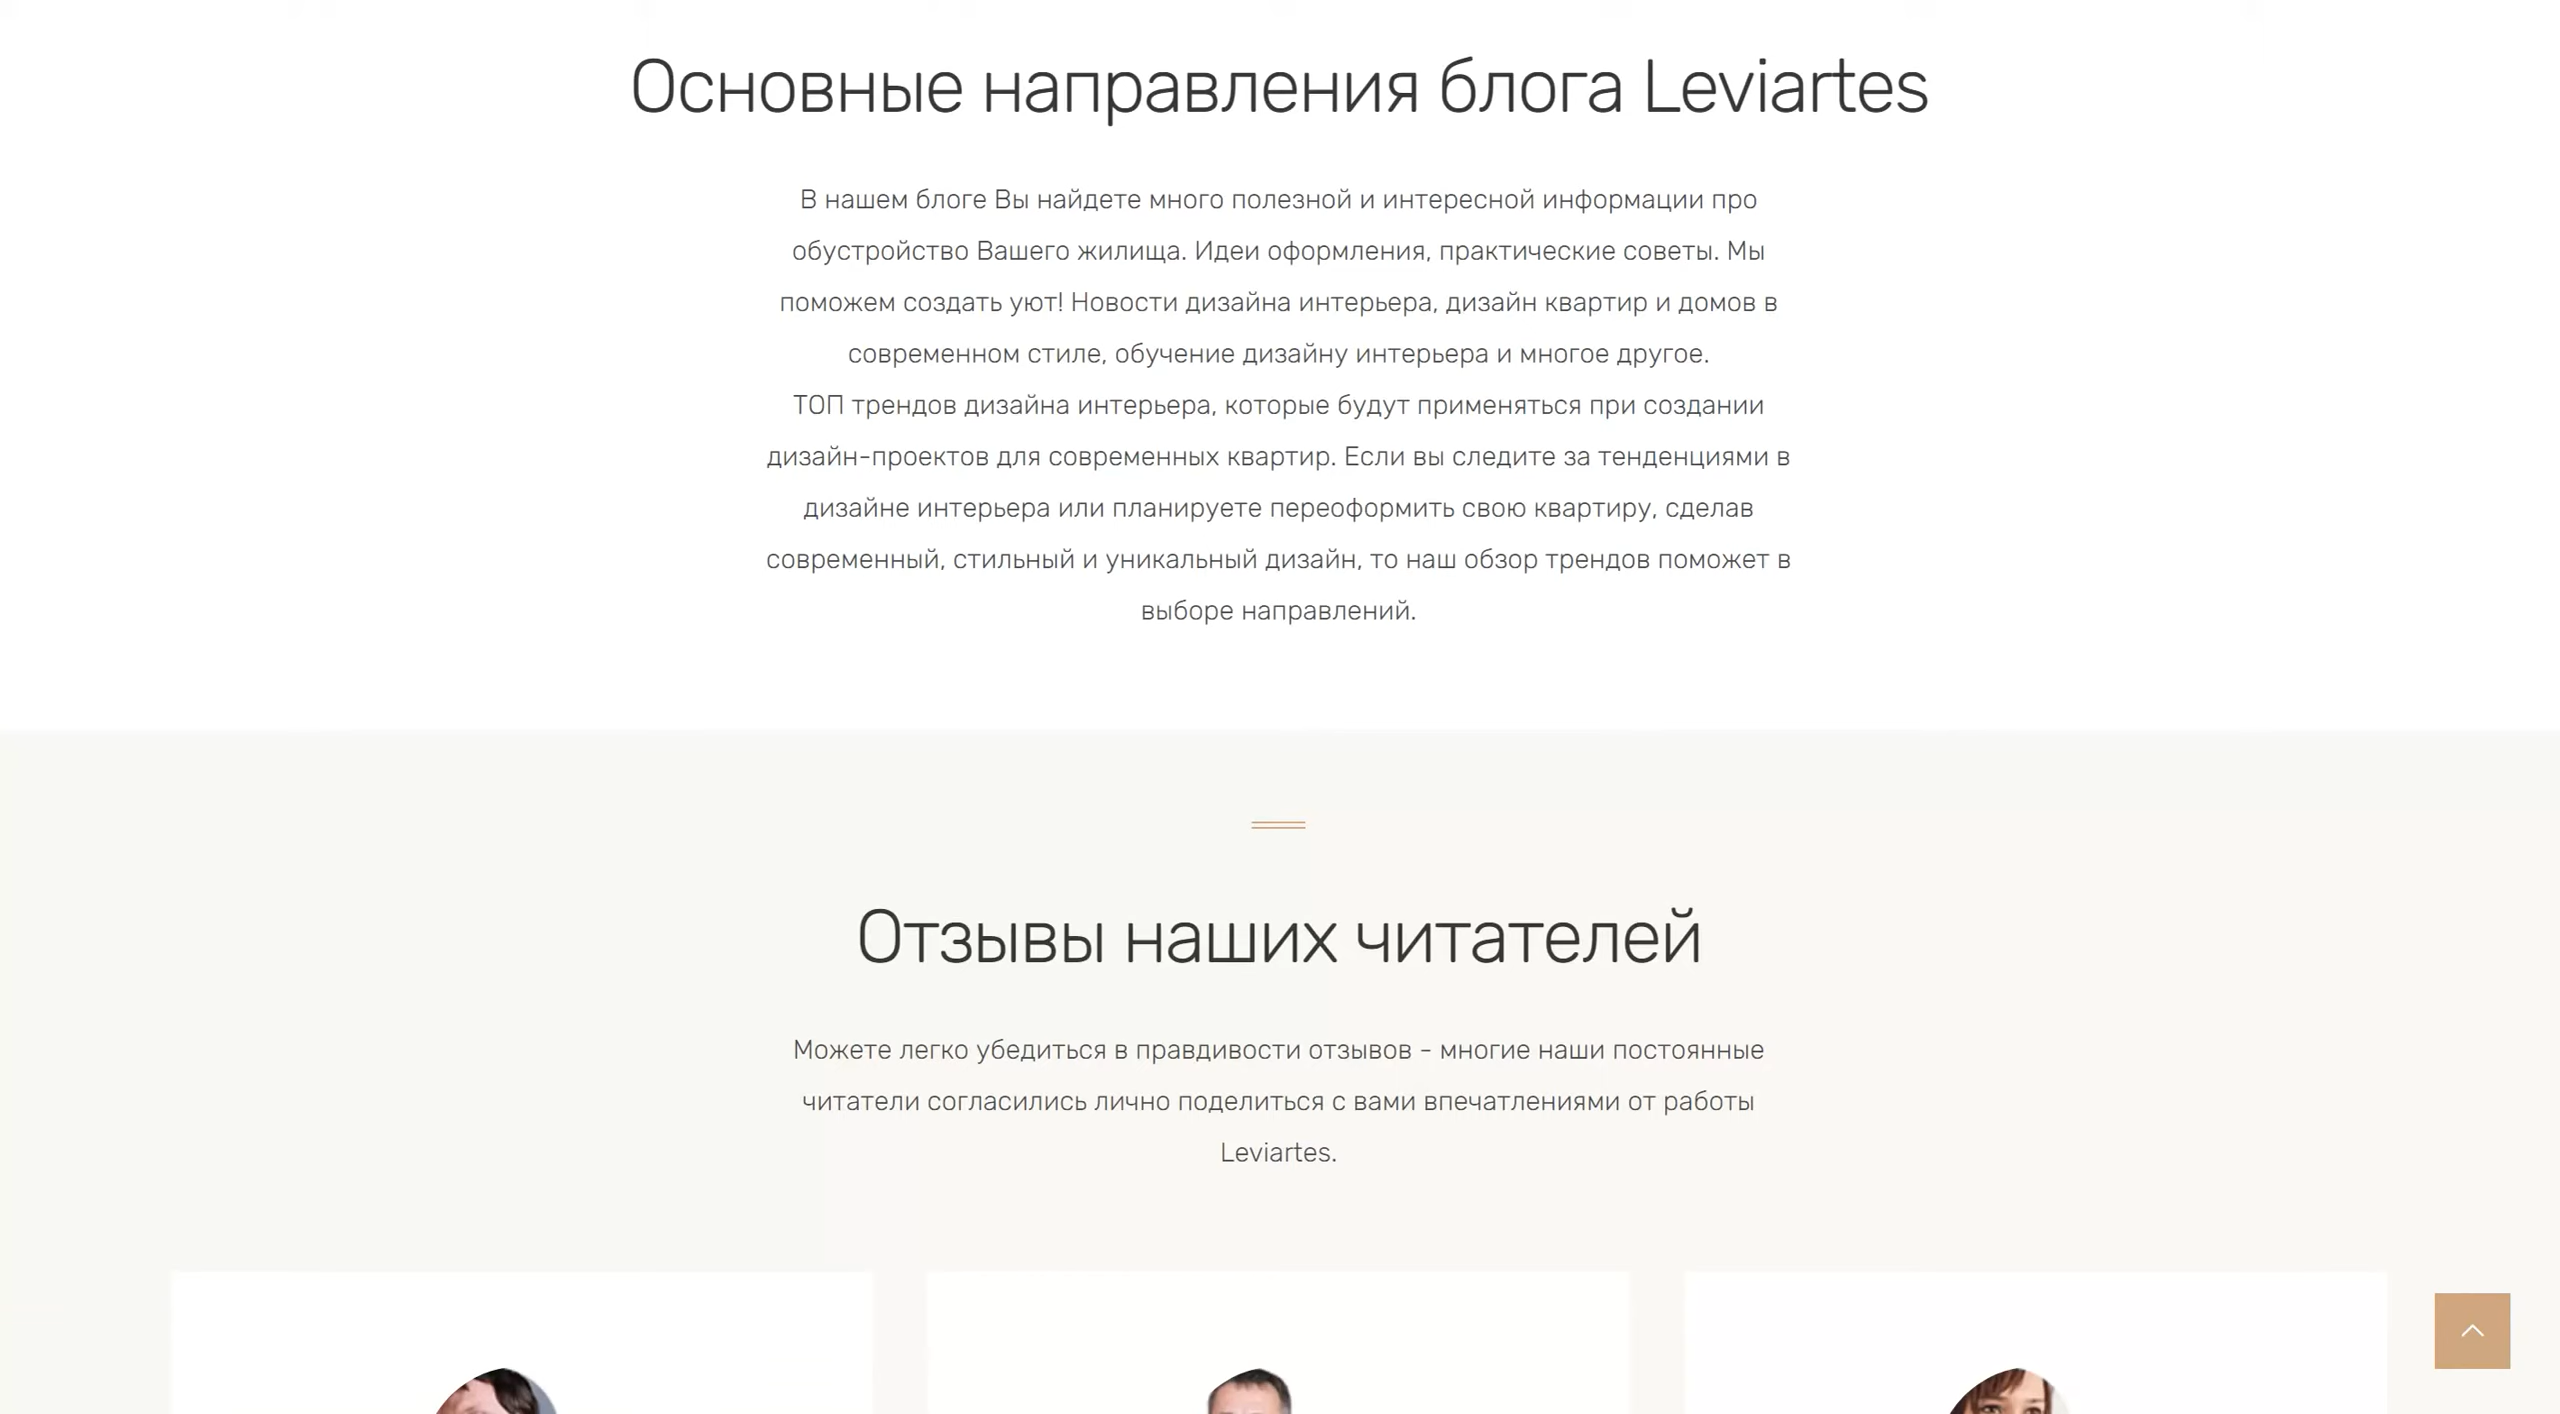 Основные направления блога Leviartes
В нашем блоге Вы найдете много полезной и интересной информации про
обустройство Вашего жилища. Идеи оформления, практические советы. Мы
поможем создать уют! Новости дизайна интерьера, дизайн квартир и домов в
современном стиле, обучение дизайну интерьера и многое другое.
ТОП трендов дизайна интерьера, которые будут применяться при создании
дизайн-проектов для современных квартир. Если вы следите за тенденциями в
дизайне интерьера или планируете переоформить свою квартиру, сделав
современный, стильный и уникальный дизайн, то наш обзор трендов поможет в
выборе направлений.
Отзывы наших читателей
Можете легко убедиться в правдивости отзывов - многие наши постоянные
читатели согласились лично поделиться с вами впечатлениями от работы
Leviartes.